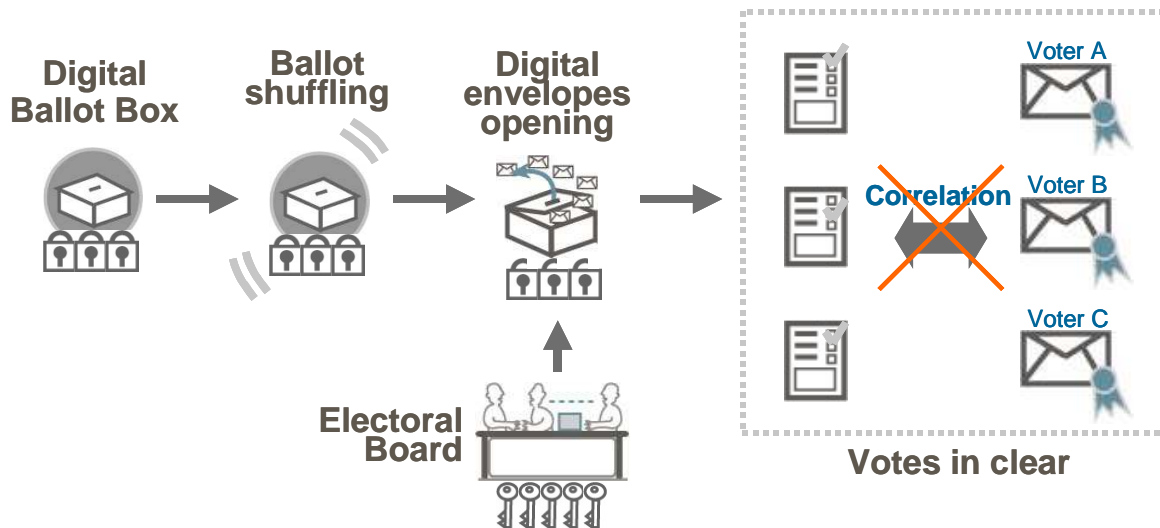 Digital
Ballot Box
Ballot
shuffling
Digital
envelopes
opening
Electoral
Board
Voter A
Correlation
Voter B
Voter C
Votes in clear